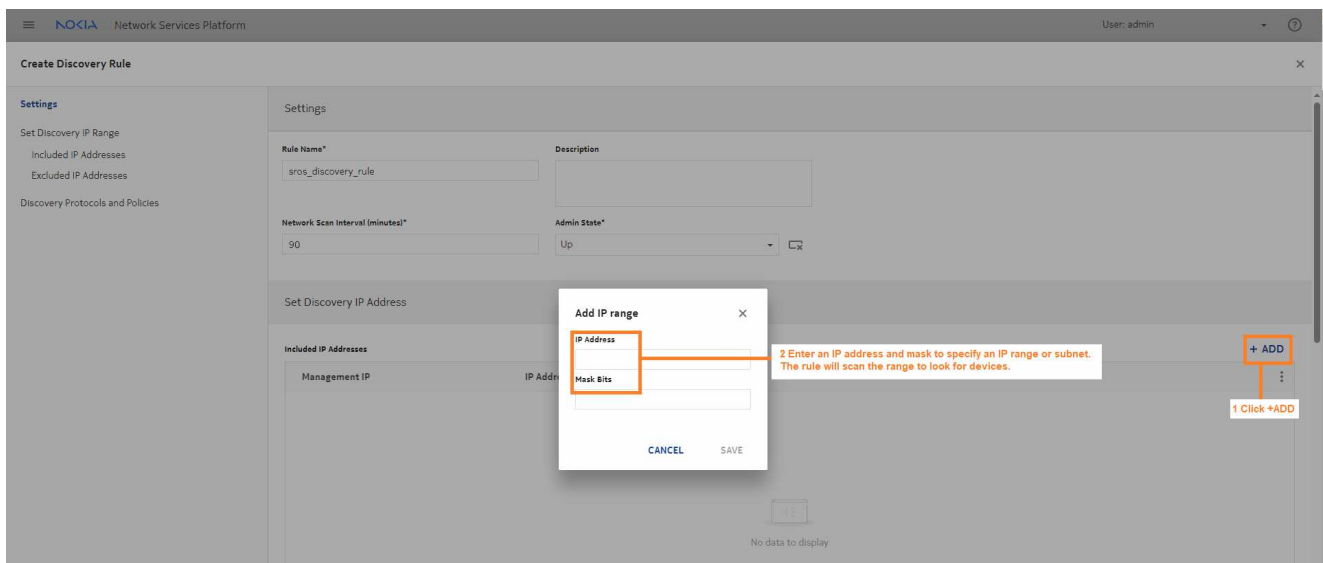 NOKIA Network Services Platform User: admin
Create Discovery Rule
Settings
Set Discovery IP Range
Included IP Addresses
Excluded IP Addresses
Discovery Protocols and Policies
Settings
Rule Name* Description
sros_discovery_rule
Network Scan Interval (minutes)* Admin State*
90 Up
Set Discovery IP Address
Included IP Addresses + ADD
Management IP IP Addre
Add IP range
IP Address
Mask Bits
CANCEL SAVE
2 Enter an IP address and mask to specify an IP range or subnet.
The rule will scan the range to look for devices.
1 Click +ADD
No data to display